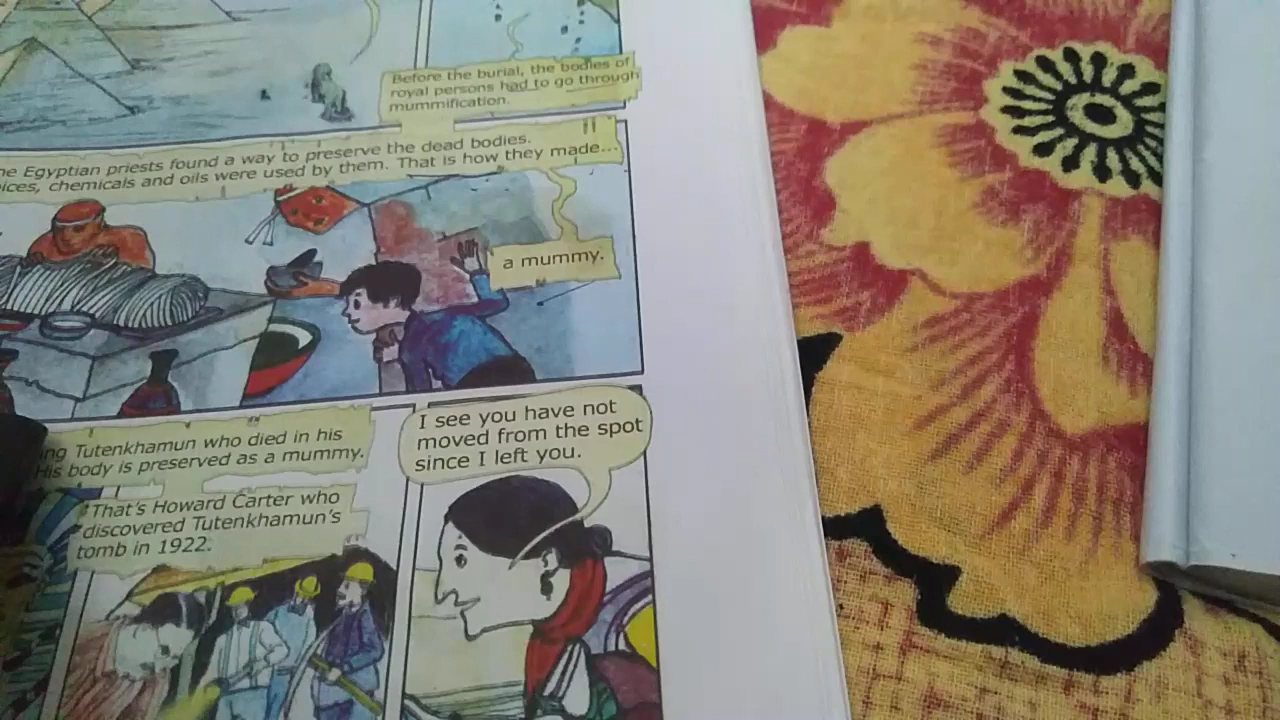 Before the burial, the bodies of
royal persons had to go through
mummification.
Egyptian priests found a way to preserve the dead bodies.
chemicals and oils were used by them. That is how they made...
a mummy.
Tutenkhamun who died in his
His body is preserved as a mummy.
That's Howard Carter who
discovered Tutenkhamun's
tomb in 1922.
I see you have not
moved from the spot
since I left you.